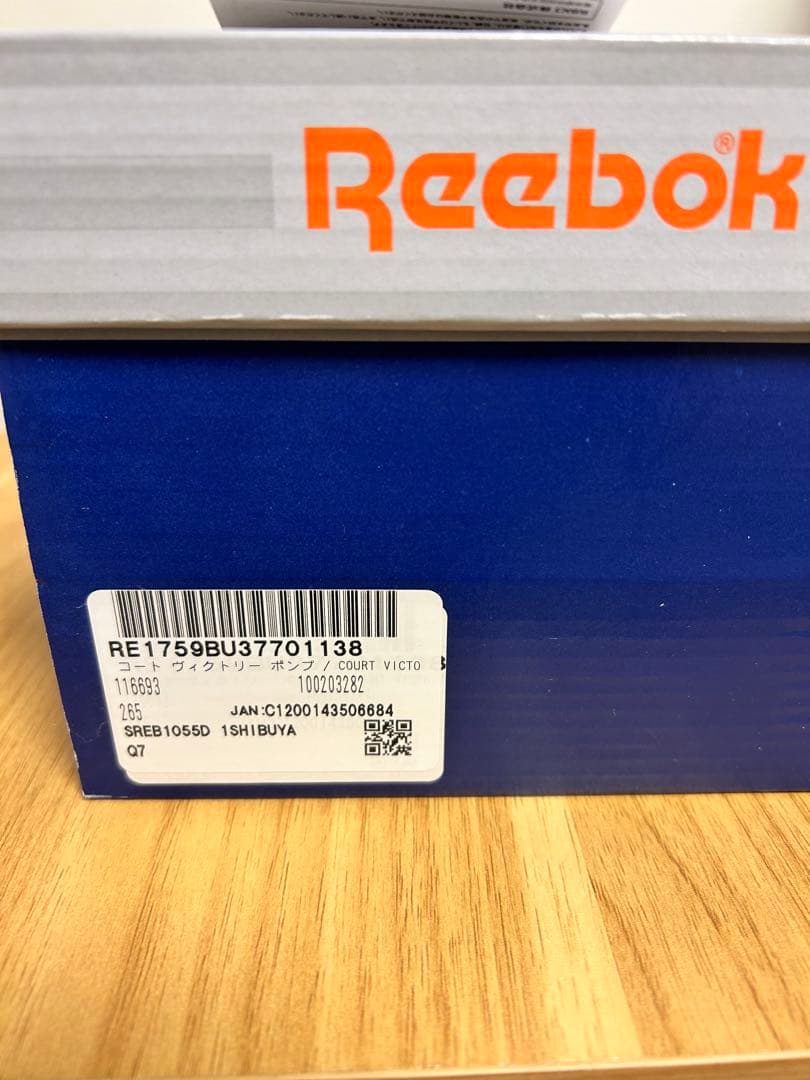 Reebok®
RE1759BU37701138
コート ヴィクトリー ポンプ / COURT VICTO
116693 100203282
265 JAN:C1200143506684
SREB1055D 1SHIBUYA
Q7